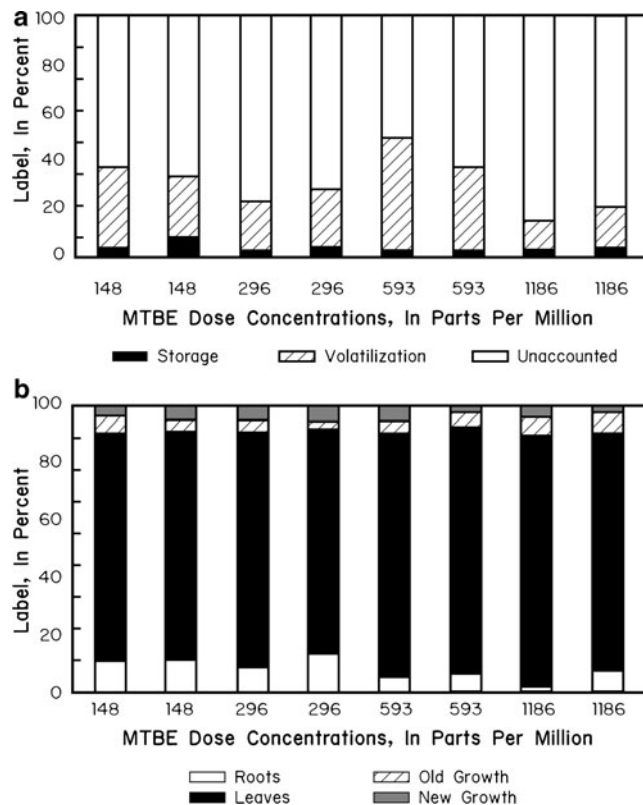 a
100
80
60
40
20
0
Label, In Percent
148 148 296 296 593 593 1186 1186
MTBE Dose Concentrations, In Parts Per Million
Storage Volatilization Unaccounted
b
100
80
60
40
20
0
Label, In Percent
148 148 296 296 593 593 1186 1186
MTBE Dose Concentrations, In Parts Per Million
Roots Old Growth
Leaves New Growth